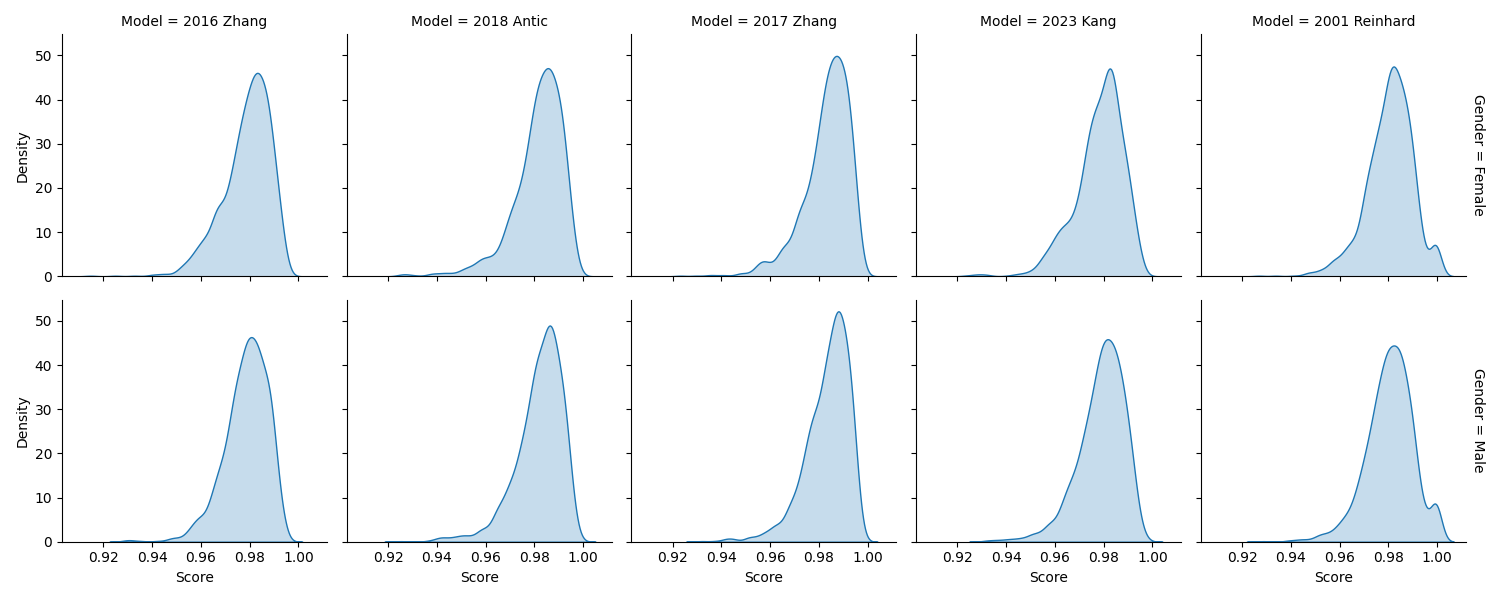 Model = 2016 Zhang
Model = 2018 Antic
Model = 2017 Zhang
Model = 2023 Kang
Model = 2001 Reinhard
50
40
30
20
10
0
Density
Gender = Female
50
40
30
20
10
0
Density
Gender = Male
0.92 0.94 0.96 0.98 1.00
0.92 0.94 0.96 0.98 1.00
0.92 0.94 0.96 0.98 1.00
0.92 0.94 0.96 0.98 1.00
0.92 0.94 0.96 0.98 1.00
Score
Score
Score
Score
Score